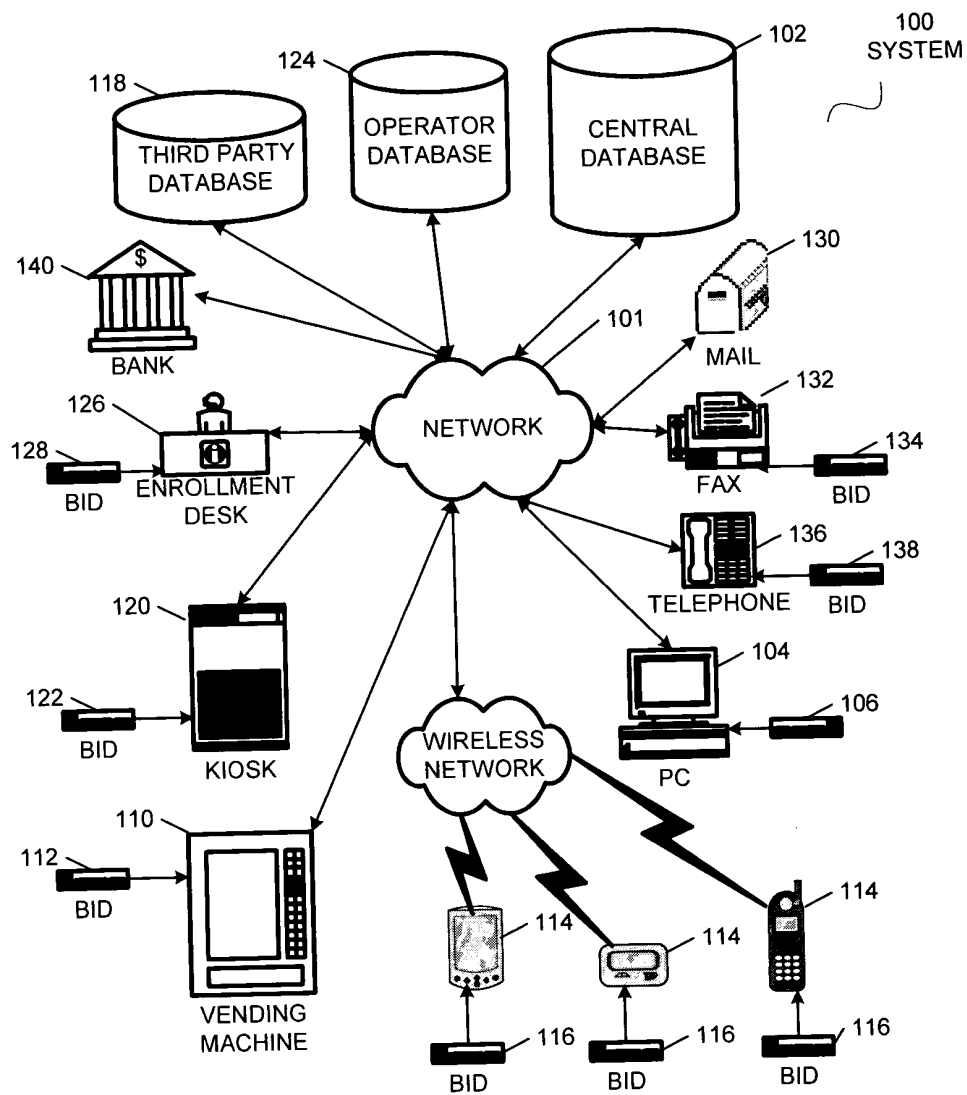 100
SYSTEM
102
124
118
CENTRAL
DATABASE
OPERATOR
DATABASE
THIRD PARTY
DATABASE
140
$
BANK
130
MAIL
101
NETWORK
126
128
BID
ENROLLMENT
DESK
132
FAX
134
BID
136
TELEPHONE
138
BID
120
122
BID
KIOSK
104
106
PC
WIRELESS
NETWORK
110
112
BID
VENDING
MACHINE
114
114
114
116
BID
116
BID
116
BID